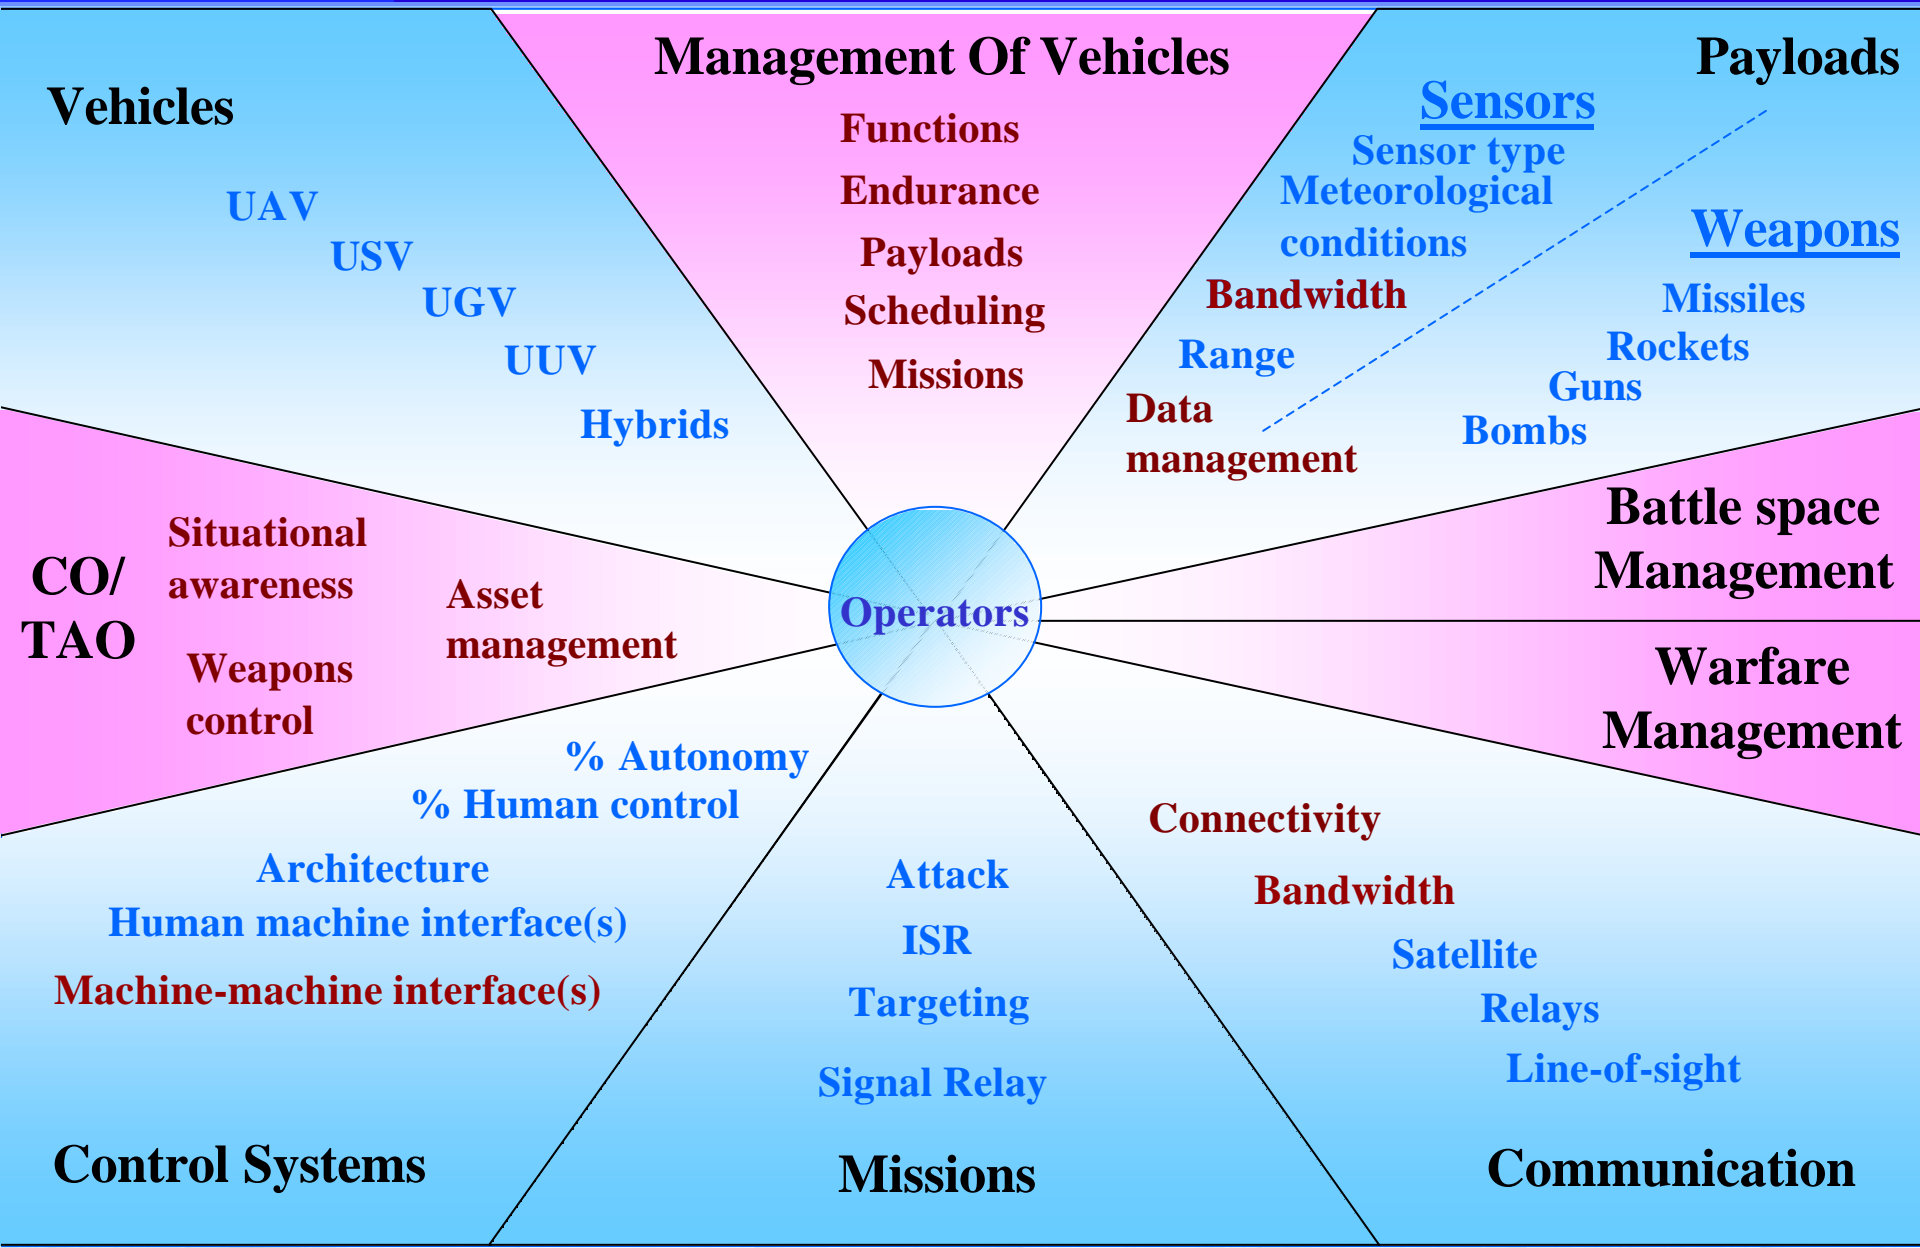 Vehicles
UAV
USV
UGV
UUV
Hybrids
Management Of Vehicles
Functions
Endurance
Payloads
Scheduling
Missions
Payloads
Sensors
Sensor type
Meteorological
conditions
Bandwidth
Range
Data
management
Weapons
Missiles
Rockets
Guns
Bombs
CO/
TAO
Situational
awareness
Weapons
control
Asset
management
Operators
Battle space
Management
Warfare
Management
% Autonomy
% Human control
Architecture
Human machine interface(s)
Machine-machine interface(s)
Control Systems
Attack
ISR
Targeting
Signal Relay
Missions
Connectivity
Bandwidth
Satellite
Relays
Line-of-sight
Communication